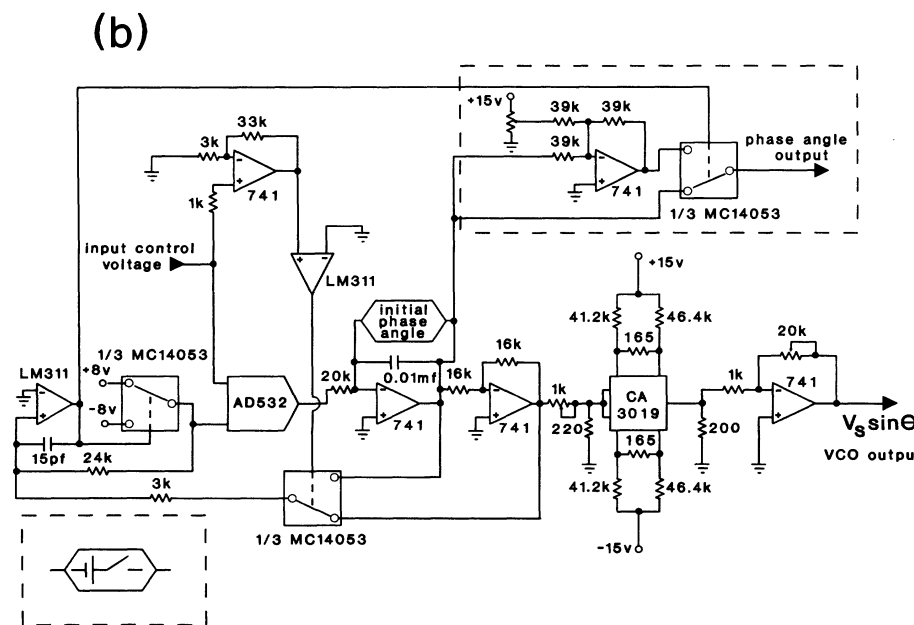 (b)
+15v
39k
39k
39k
741
phase angle
output
1/3 MC14053
33k
3k
741
1k
input control
voltage
LM311
initial
phase
angle
+15v
41.2k
46.4k
165
LM311
1/3 MC14053
+8v
-8v
15pf
24k
AD532
20k
0.01mf
741
16k
16k
741
1k
220
CA
3019
165
41.2k
46.4k
-15v
200
1k
20k
741
Vs sinθ
VCO output
3k
1/3 MC14053